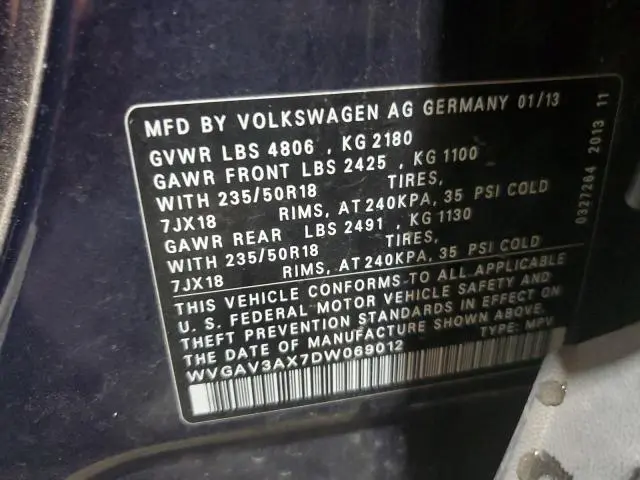 MFD BY VOLKSWAGEN AG GERMANY 01/13
GVWR LBS 4806 , KG 2180
GAWR FRONT LBS 2425 , KG 1100
WITH 235/50R18 TIRES,
7JX18 RIMS, AT 240KPA, 35 PSI COLD
GAWR REAR LBS 2491 , KG 1130
WITH 235/50R18 TIRES,
7JX18 RIMS, AT 240KPA, 35 PSI COLD
THIS VEHICLE CONFORMS TO ALL APPLICABLE
U. S. FEDERAL MOTOR VEHICLE SAFETY AND
THEFT PREVENTION STANDARDS IN EFFECT ON
THE DATE OF MANUFACTURE SHOWN ABOVE.
WVGAV3AX7DW069012 TYPE: MPV
0327264 2013 11